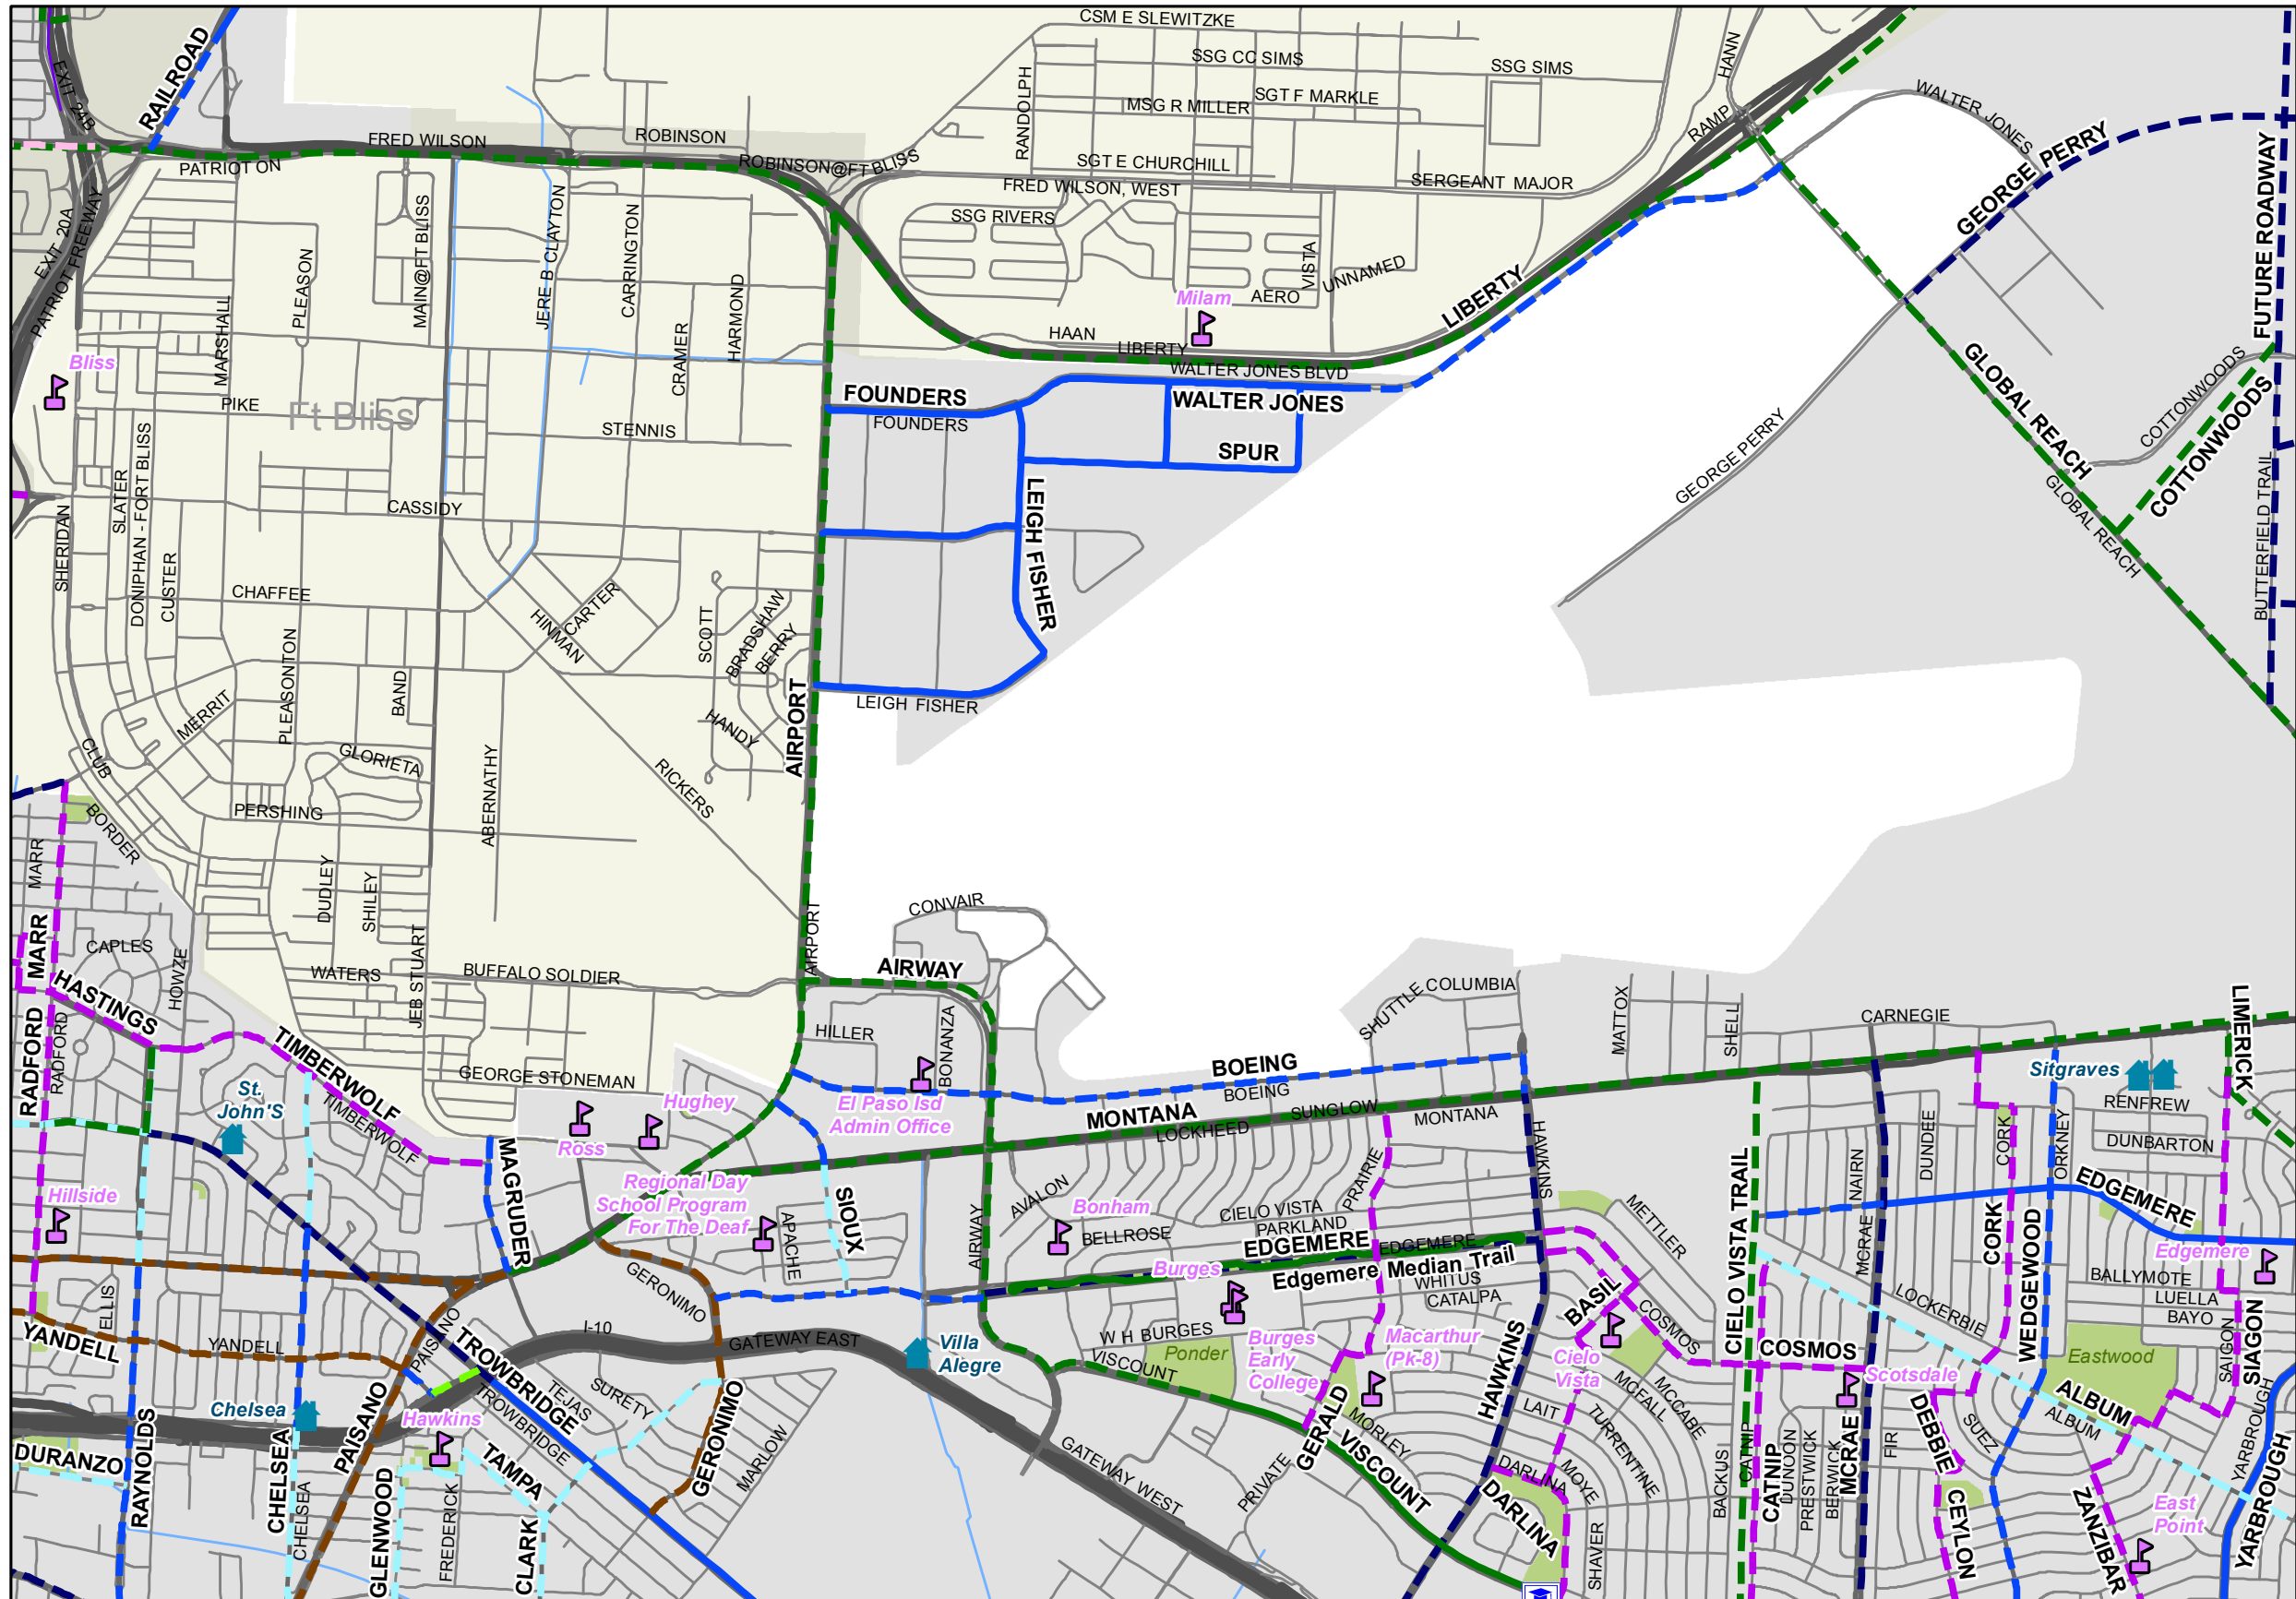 CSM E SLEWITZKE
SSG CC SIMS
SSG SIMS
HANN
RAILROAD
EXIT 24B
RANDOLPH
MSG R MILLER
SGT F MARKLE
RAMP
WALTER JONES
FRED WILSON
ROBINSON
PATRIOT ON
ROBINSON@FT BLISS
SGT E CHURCHILL
FRED WILSON, WEST
SERGEANT MAJOR
GEORGE PERRY
FUTURE ROADWAY
EXIT 20A
PATRIOT FREEWAY
PLEASON
MAIN@FT BLISS
JERE B CLAYTON
CARRINGTON
HARMOND
CRAMER
MARSHALL
SSG RIVERS
VISTA
UNNAMED
AERO
Milam
LIBERTY
HAAN
LIBERTY
WALTER JONES BLVD
Bliss
PIKE
Ft Bliss
STENNIS
FOUNDERS
FOUNDERS
WALTER JONES
SPUR
GLOBAL REACH
COTTONWOODS
COTTONWOODS
GEORGE PERRY
GLOBAL REACH
BUTTERFIELD TRAIL
SLATER
DONIPHAN - FORT BLISS
CUSTER
SHERIDAN
CASSIDY
LEIGH FISHER
CHAFFEE
HINMAN
CARTER
SCOTT
BRADSHAW
BERRY
HANDY
AIRPORT
LEIGH FISHER
PLEASONTON
BAND
MERRIT
CLUB
GLORIETA
ABERNATHY
RICKERS
PERSHING
BORDER
MARR
DUDLEY
SHILEY
JEB STUART
CAPLES
MARR
HOWZE
WATERS
BUFFALO SOLDIER
AIRPORT
CONVAIR
AIRWAY
HASTINGS
RADFORD
RADFORD
TIMBERWOLF
TIMBERWOLF
HILLER
BONANZA
SHUTTLE
COLUMBIA
MATTOX
SHELL
CARNEGIE
LIMERICK
GEORGE STONEMAN
St.
John'S
Hughey
Ross
El Paso Isd
Admin Office
BOEING
BOEING
MONTANA
LOCKHEED
SUNGLOW
MONTANA
HAWKINS
Sitgraves
RENFREW
DUNBARTON
ORKNEY
CORK
DUNDEE
NAIRN
MCRAE
MAGRUDER
Hillside
Regional Day
School Program
For The Deaf
APACHE
SIOUX
AIRWAY
AVALON
Bonham
BELLROSE
CIELO VISTA
PARKLAND
PRAIRIE
EDGEMERE
EDGEMERE
Edgemere Median Trail
METTLER
CIELO VISTA TRAIL
CORK
WEDGEWOOD
EDGEMERE
Edgemere
BALLYMOTE
LUELLA
BAYO
LOCKERBIE
Burges
WHITUS
CATALPA
BASIL
COSMOS
COSMOS
GERONIMO
ELLIS
YANDELL
YANDELL
PAISANO
TROWBRIDGE
I-10
GATEWAY EAST
Villa
Alegre
W H BURGES
VISCOUNT
Ponder
Burges
Early
College
Macarthur
(Pk-8)
Cielo
Vista
Scotsdale
Eastwood
SAIGON
SIAGON
ALBUM
ALBUM
YARBROUGH
YARBROUGH
HAWKINS
MCCABE
MCFALL
TURRENTINE
LAIT
MOYE
DEBBIE
SUEZ
FIR
Chelsea
CHELSEA
CHELSEA
PAISANO
Hawkins
TROWBRIDGE
TEJAS
SURETY
GERONIMO
MARLOW
GERALD
MORLEY
VISCOUNT
GATEWAY WEST
PRIVATE
DURANZO
RAYNOLDS
GLENWOOD
TAMPA
FREDERICK
CLARK
DARLINA
DARLINA
SHAVER
BACKUS
CATNIP
CATNIP
DUNON
PRESTWICK
BERWICK
MCRAE
CEYLON
ZANZIBAR
East
Point